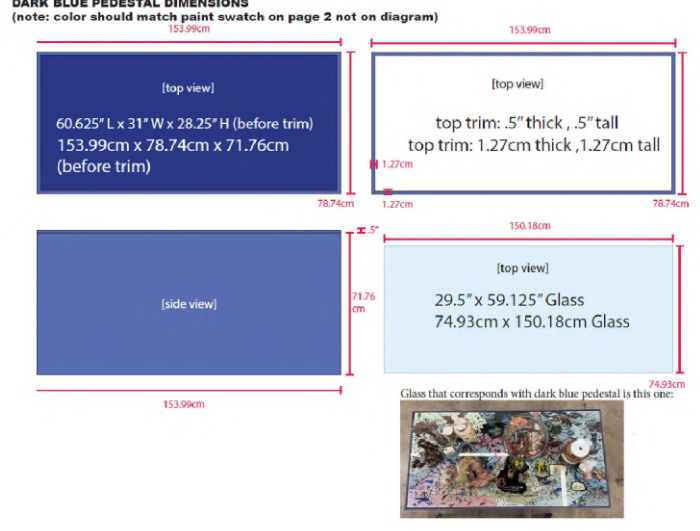 DARK BLUE PEDESTAL DIMENSIONS
(note: color should match paint swatch on page 2 not on diagram)
153.99cm
[top view]
60.625" L x 31" W x 28.25" H (before trim)
153.99cm x 78.74cm x 71.76cm
(before trim)
78.74cm
153.99cm
[top view]
top trim: .5" thick , .5" tall
top trim: 1.27cm thick ,1.27cm tall
1.27cm
1.27cm
78.74cm
.5"
[side view]
71.76
cm
153.99cm
150.18cm
[top view]
29.5" x 59.125" Glass
74.93cm x 150.18cm Glass
74.93cm
Glass that corresponds with dark blue pedestal is this one: